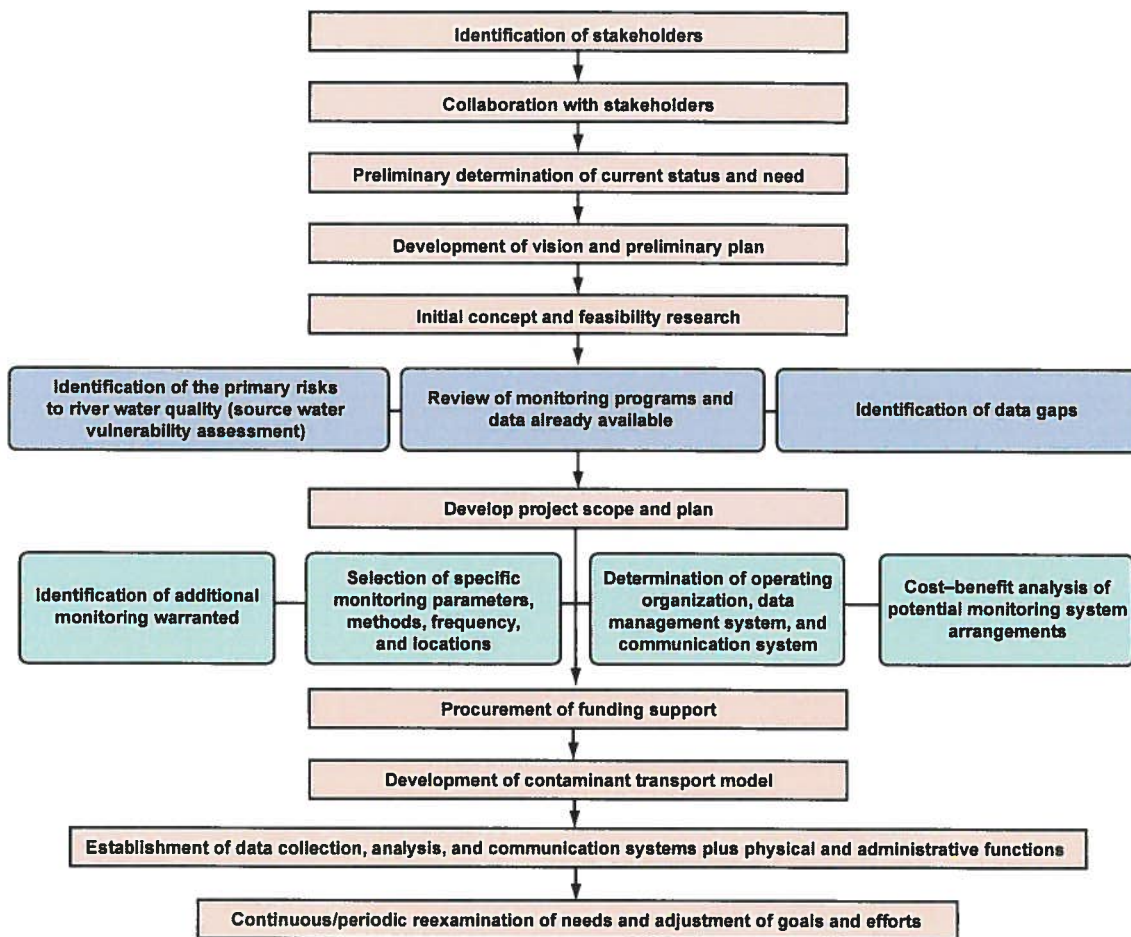 Identification of stakeholders
Collaboration with stakeholders
Preliminary determination of current status and need
Development of vision and preliminary plan
Initial concept and feasibility research
Identification of the primary risks
to river water quality (source water
vulnerability assessment)
Review of monitoring programs and
data already available
Identification of data gaps
Develop project scope and plan
Identification of additional
monitoring warranted
Selection of specific
monitoring parameters,
methods, frequency,
and locations
Determination of operating
organization, data
management system, and
communication system
Cost–benefit analysis of
potential monitoring system
arrangements
Procurement of funding support
Development of contaminant transport model
Establishment of data collection, analysis, and communication systems plus physical and administrative functions
Continuous/periodic reexamination of needs and adjustment of goals and efforts